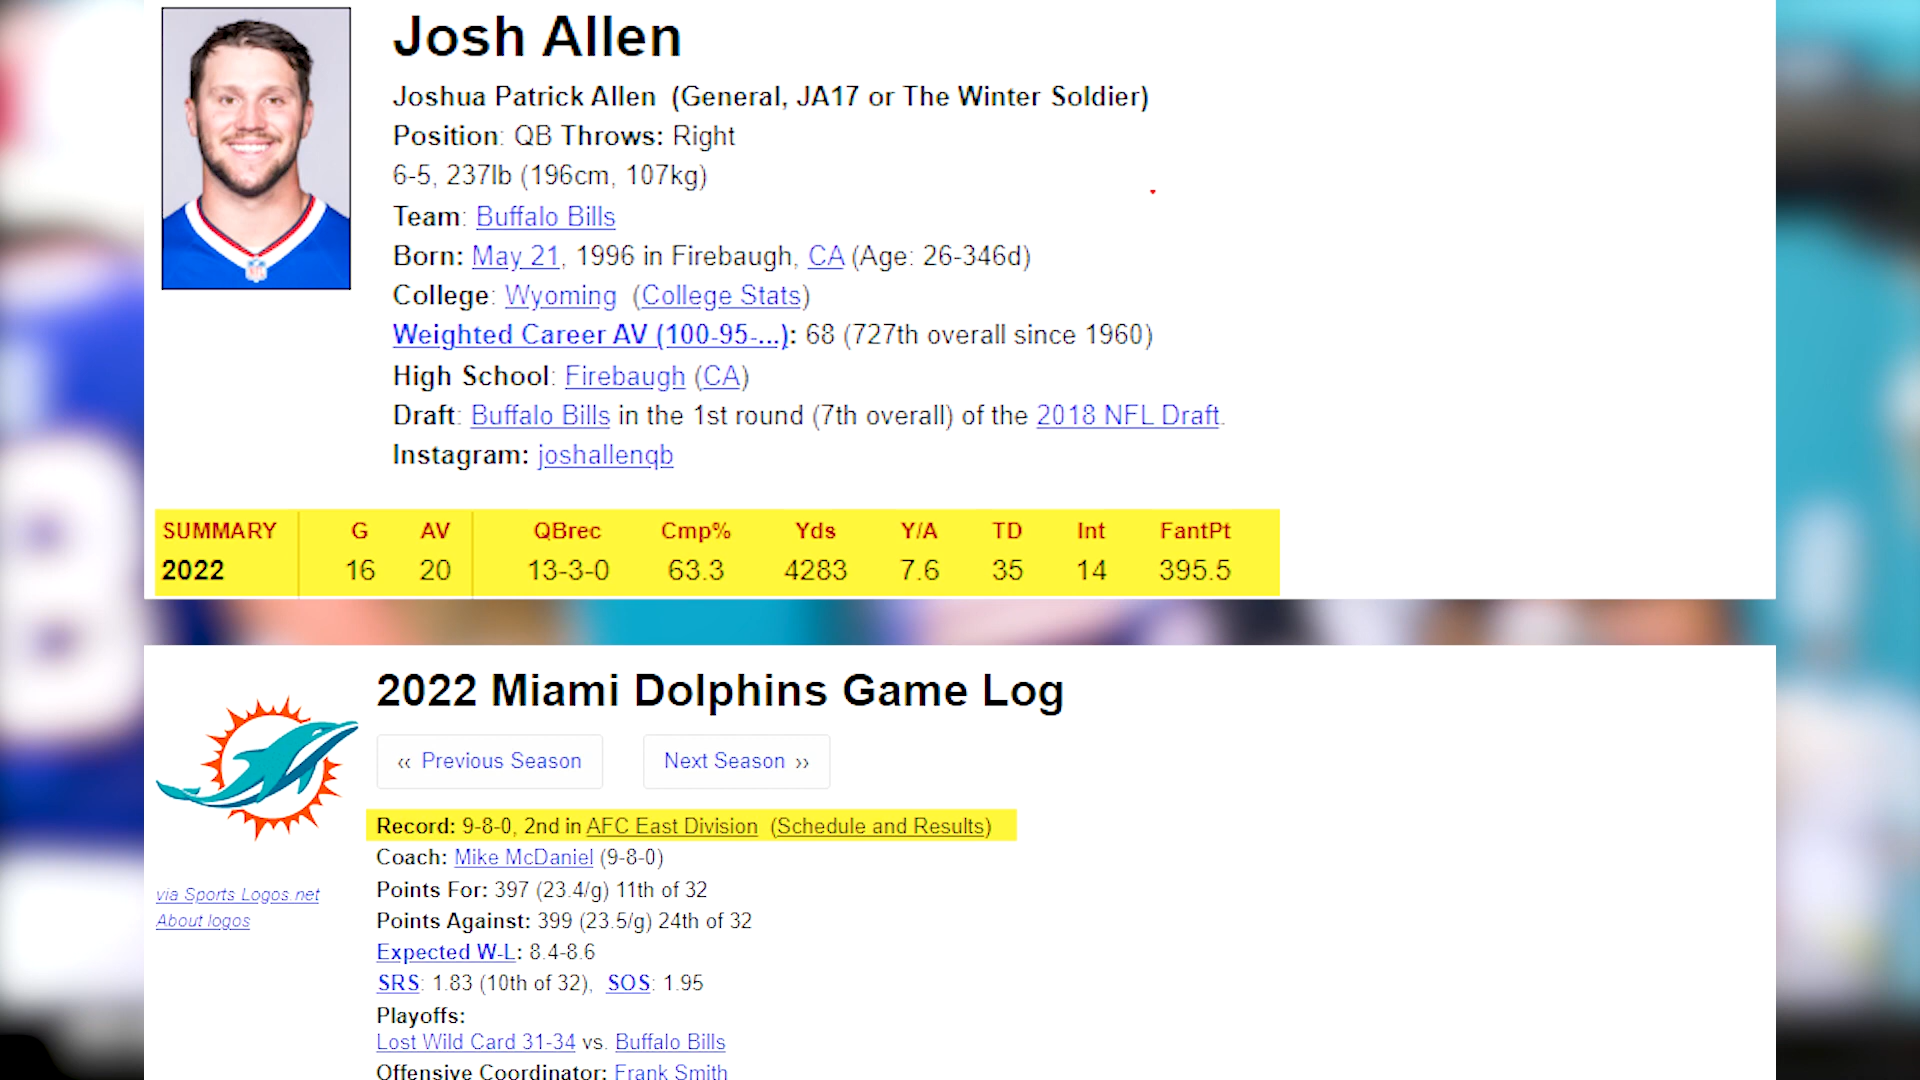 Josh Allen
Joshua Patrick Allen (General, JA17 or The Winter Soldier)
Position: QB Throws: Right
6-5, 237lb (196cm, 107kg)
Team: Buffalo Bills
Born: May 21, 1996 in Firebaugh, CA (Age: 26-346d)
College: Wyoming (College Stats)
Weighted Career AV (100-95-...): 68 (727th overall since 1960)
High School: Firebaugh (CA)
Draft: Buffalo Bills in the 1st round (7th overall) of the 2018 NFL Draft.
Instagram: joshallenqb
SUMMARY G AV QBrec Cmp% Yds Y/A TD Int FantPt
2022 16 20 13-3-0 63.3 4283 7.6 35 14 395.5
2022 Miami Dolphins Game Log
‹‹ Previous Season Next Season ››
Record: 9-8-0, 2nd in AFC East Division (Schedule and Results)
Coach: Mike McDaniel (9-8-0)
Points For: 397 (23.4/g) 11th of 32
Points Against: 399 (23.5/g) 24th of 32
Expected W-L: 8.4-8.6
SRS: 1.83 (10th of 32), SOS: 1.95
Playoffs:
Lost Wild Card 31-34 vs. Buffalo Bills
Offensive Coordinator: Frank Smith
via Sports Logos.net
About logos